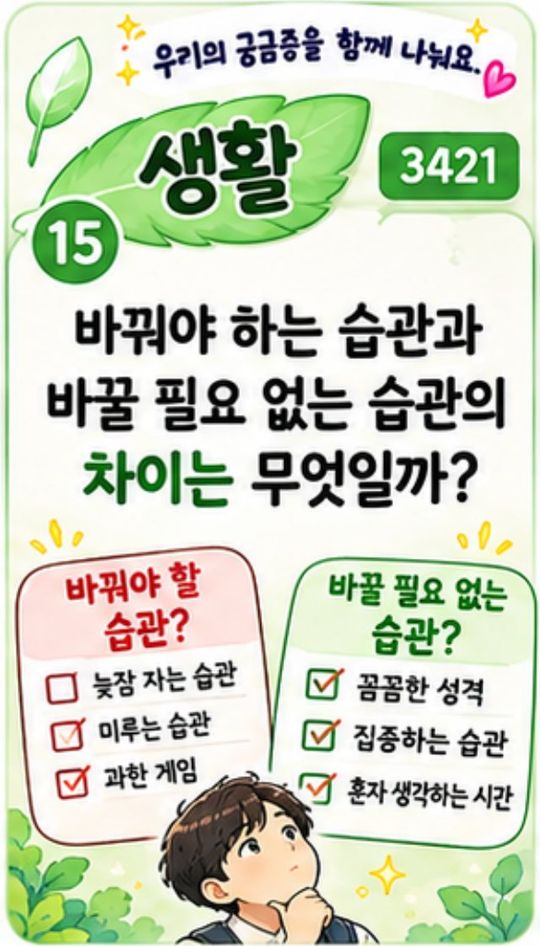 우리의 궁금증을 함께 나눠요.
생활
3421
15
바꿔야 하는 습관과
바꿀 필요 없는 습관의
차이는 무엇일까?
바꿔야 할
습관?
늦잠 자는 습관
미루는 습관
과한 게임
바꿀 필요 없는
습관?
꼼꼼한 성격
집중하는 습관
혼자 생각하는 시간